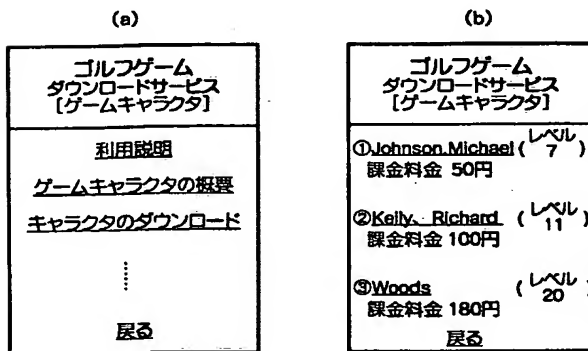 (a)
ゴルフゲーム
ダウンロードサービス
[ゲームキャラクタ]
利用説明
ゲームキャラクタの概要
キャラクタのダウンロード
戻る
(b)
ゴルフゲーム
ダウンロードサービス
[ゲームキャラクタ]
①Johnson.Michael(レベル7)
課金料金 50円
②Kelly、Richard (レベル11)
課金料金 100円
③Woods (レベル20)
課金料金 180円
戻る